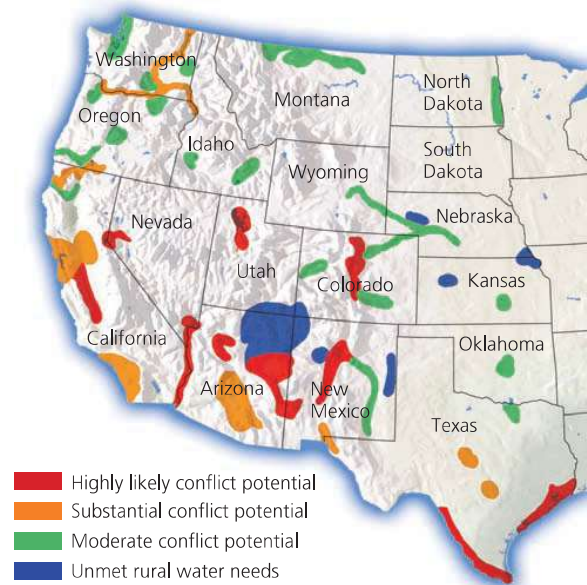 Washington
Oregon
Idaho
Montana
North
Dakota
South
Dakota
Wyoming
Nebraska
Nevada
Utah
Colorado
Kansas
California
Arizona
New
Mexico
Oklahoma
Texas
Highly likely conflict potential
Substantial conflict potential
Moderate conflict potential
Unmet rural water needs